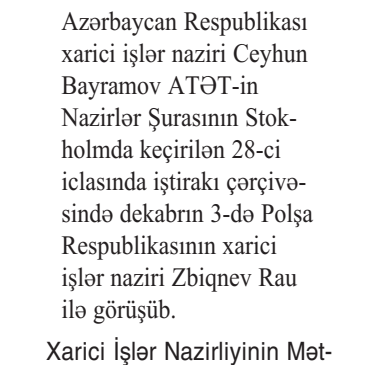 Azərbaycan Respublikası
xarici işlər naziri Ceyhun
Bayramov ATƏT-in
Nazirlər Şurasının Stok-
holmda keçirilən 28-ci
iclasında iştirakı çərçivə-
sində dekabrın 3-də Polşa
Respublikasının xarici
işlər naziri Zbiqnev Rau
ilə görüşüb.
Xarici İşlər Nazirliyinin Mət-